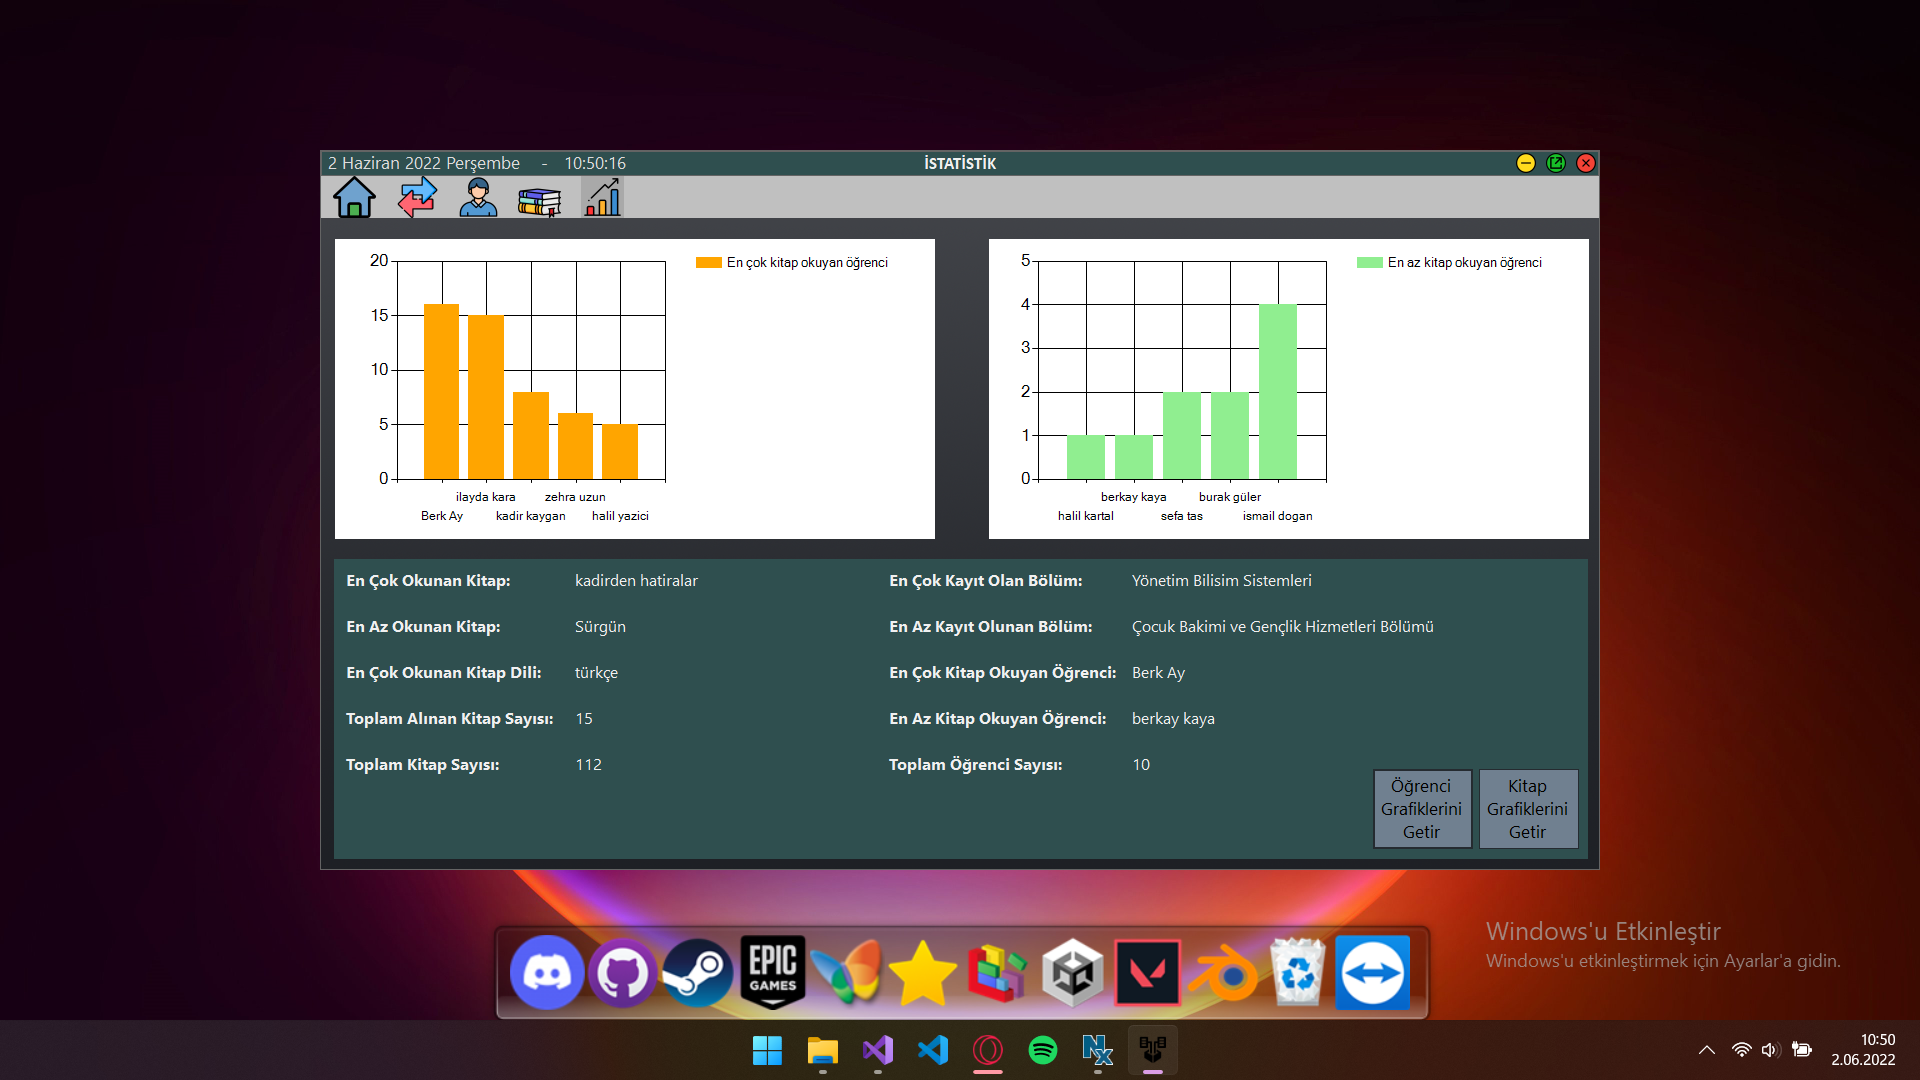 2 Haziran 2022 Perşembe - 10:50:16
İSTATİSTİK
20
15
10
5
0
ilayda kara zehra uzun
Berk Ay kadir kaygan halil yazici
En çok kitap okuyan öğrenci
5
4
3
2
1
0
berkay kaya burak güler
halil kartal sefa tas ismail dogan
En az kitap okuyan öğrenci
En Çok Okunan Kitap: kadirden hatiralar
En Az Okunan Kitap: Sürgün
En Çok Okunan Kitap Dili: türkçe
Toplam Alınan Kitap Sayısı: 15
Toplam Kitap Sayısı: 112
En Çok Kayıt Olan Bölüm: Yönetim Bilisim Sistemleri
En Az Kayıt Olunan Bölüm: Çocuk Bakimi ve Gençlik Hizmetleri Bölümü
En Çok Kitap Okuyan Öğrenci: Berk Ay
En Az Kitap Okuyan Öğrenci: berkay kaya
Toplam Öğrenci Sayısı: 10
Öğrenci
Grafiklerini
Getir
Kitap
Grafiklerini
Getir
Windows'u Etkinleştir
Windows'u etkinleştirmek için Ayarlar'a gidin.
EPIC
GAMES
10:50
2.06.2022